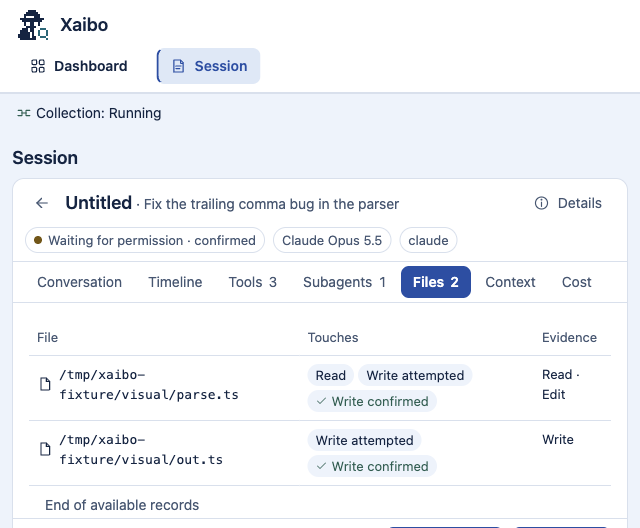 Xaibo
Dashboard Session
Collection: Running
Session
Untitled · Fix the trailing comma bug in the parser Details
Waiting for permission · confirmed Claude Opus 5.5 claude
Conversation Timeline Tools 3 Subagents 1 Files 2 Context Cost
File Touches Evidence
/tmp/xaibo- Read Write attempted Read ·
fixture/visual/parse.ts Write confirmed Edit
/tmp/xaibo- Write attempted Write
fixture/visual/out.ts Write confirmed
End of available records